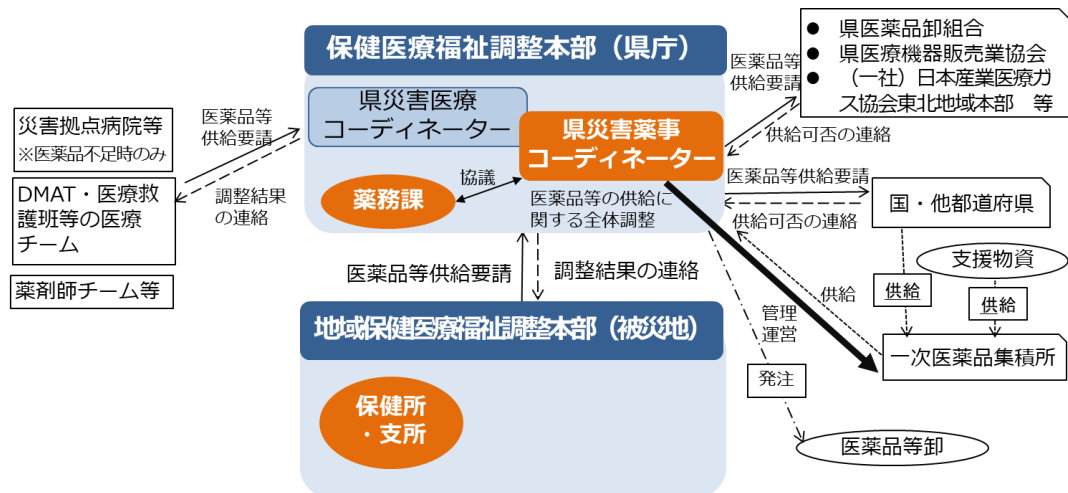 保健医療福祉調整本部（県庁）
県災害医療
コーディネーター
県災害薬事
コーディネーター
薬務課
協議
医薬品等の供給に
関する全体調整
災害拠点病院等
※医薬品不足時のみ
DMAT・医療救
護班等の医療
チーム
薬剤師チーム等
医薬品等
供給要請
調整結果
の連絡
医薬品等
供給要請
● 県医薬品卸組合
● 県医療機器販売業協会
● （一社）日本産業医療ガ
ス協会東北地域本部　等
供給可否の連絡
医薬品等供給要請
供給可否の連絡
国・他都道府県
支援物資
供給
供給
供給
一次医薬品集積所
管理
運営
発注
医薬品等卸
医薬品等供給要請
調整結果の連絡
地域保健医療福祉調整本部（被災地）
保健所
・支所